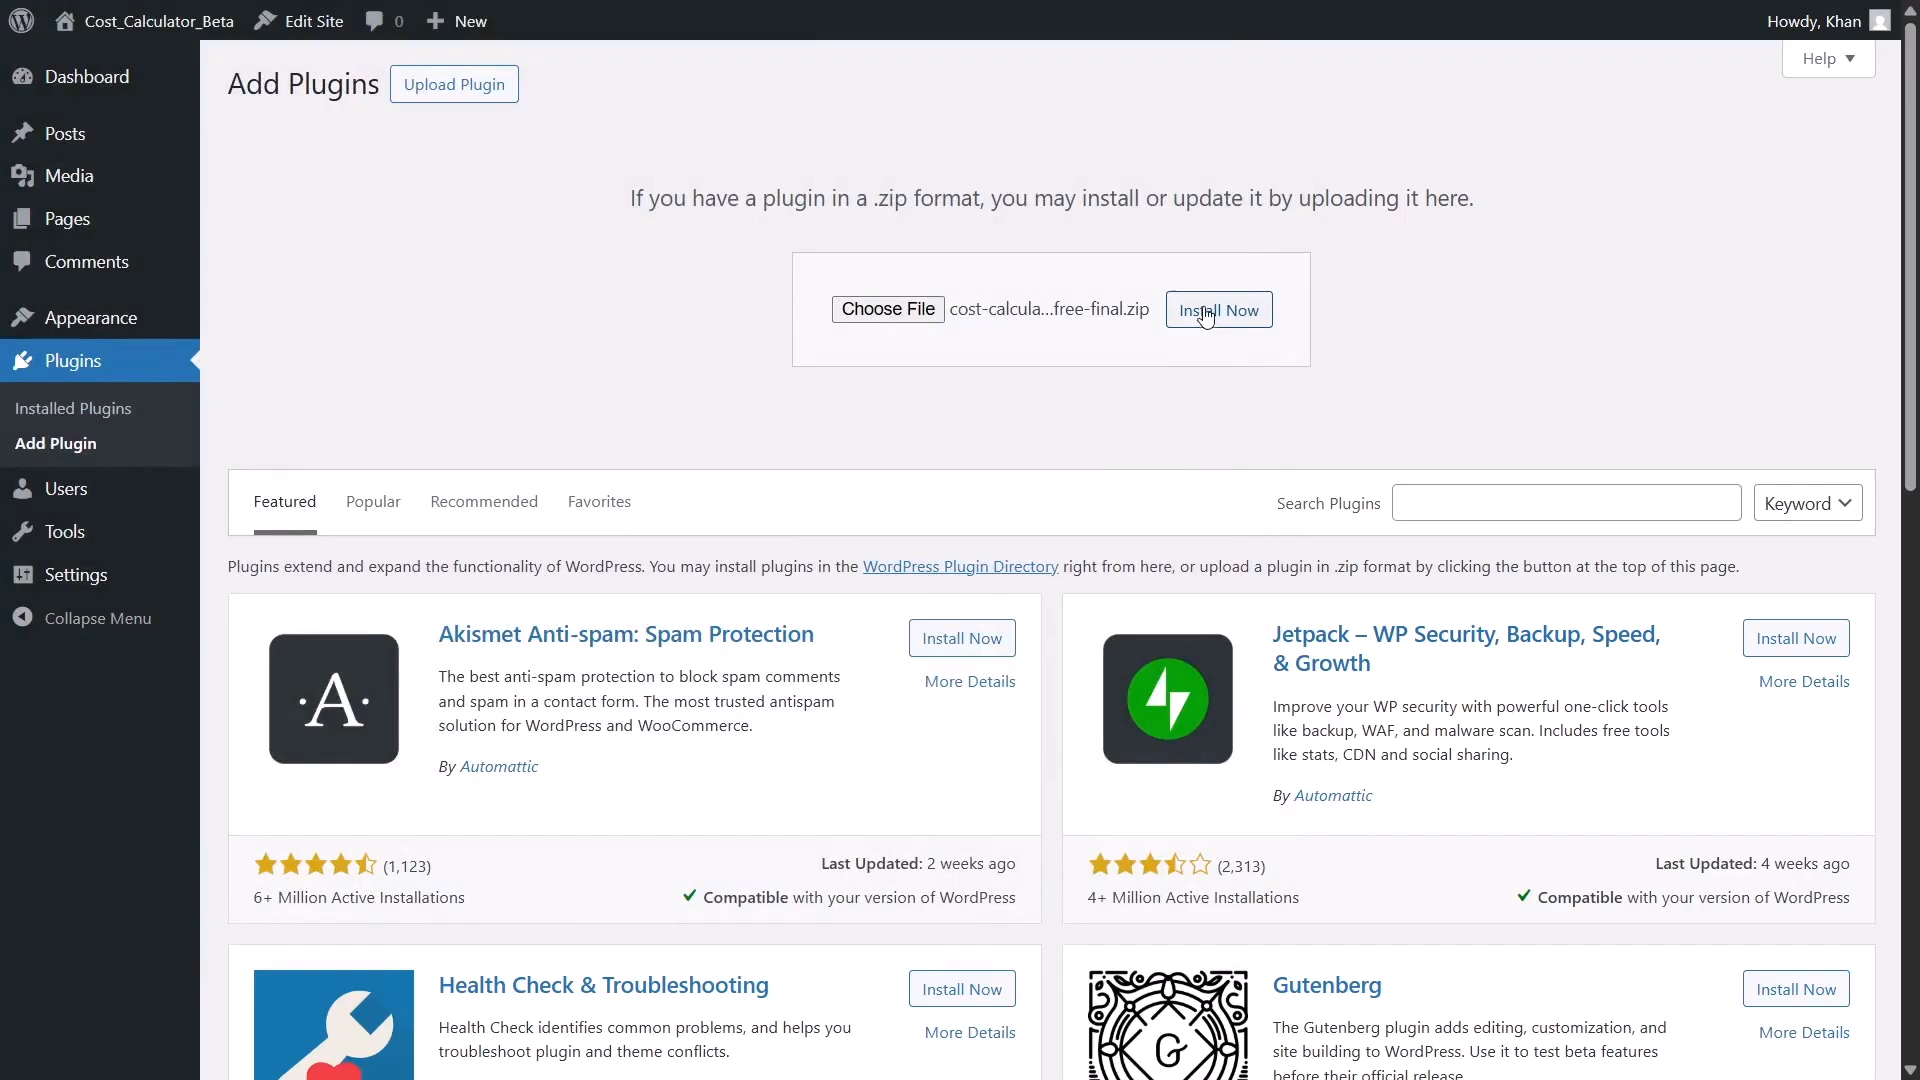 Cost_Calculator_Beta
Edit Site
0
New
Howdy, Khan
Dashboard
Posts
Media
Pages
Comments
Appearance
Plugins
Installed Plugins
Add Plugin
Users
Tools
Settings
Collapse Menu
Help
Add Plugins
Upload Plugin
If you have a plugin in a .zip format, you may install or update it by uploading it here.
Choose File cost-calcula...free-final.zip
Install Now
Featured
Popular
Recommended
Favorites
Search Plugins
Keyword
Plugins extend and expand the functionality of WordPress. You may install plugins in the WordPress Plugin Directory right from here, or upload a plugin in .zip format by clicking the button at the top of this page.
·A·
Akismet Anti-spam: Spam Protection
The best anti-spam protection to block spam comments
and spam in a contact form. The most trusted antispam
solution for WordPress and WooCommerce.
By Automattic
Install Now
More Details
(1,123)
6+ Million Active Installations
Last Updated: 2 weeks ago
Compatible with your version of WordPress
Jetpack – WP Security, Backup, Speed,
& Growth
Improve your WP security with powerful one-click tools
like backup, WAF, and malware scan. Includes free tools
like stats, CDN and social sharing.
By Automattic
Install Now
More Details
(2,313)
4+ Million Active Installations
Last Updated: 4 weeks ago
Compatible with your version of WordPress
Health Check & Troubleshooting
Health Check identifies common problems, and helps you
troubleshoot plugin and theme conflicts.
Install Now
More Details
G
Gutenberg
The Gutenberg plugin adds editing, customization, and
site building to WordPress. Use it to test beta features
before their official release.
Install Now
More Details